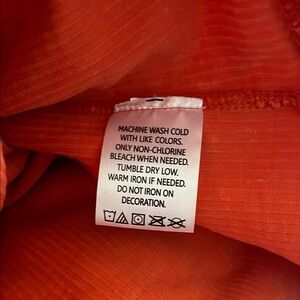 MACHINE WASH COLD
WITH LIKE COLORS.
ONLY NON-CHLORINE
BLEACH WHEN NEEDED.
TUMBLE DRY LOW.
WARM IRON IF NEEDED.
DO NOT IRON ON
DECORATION.